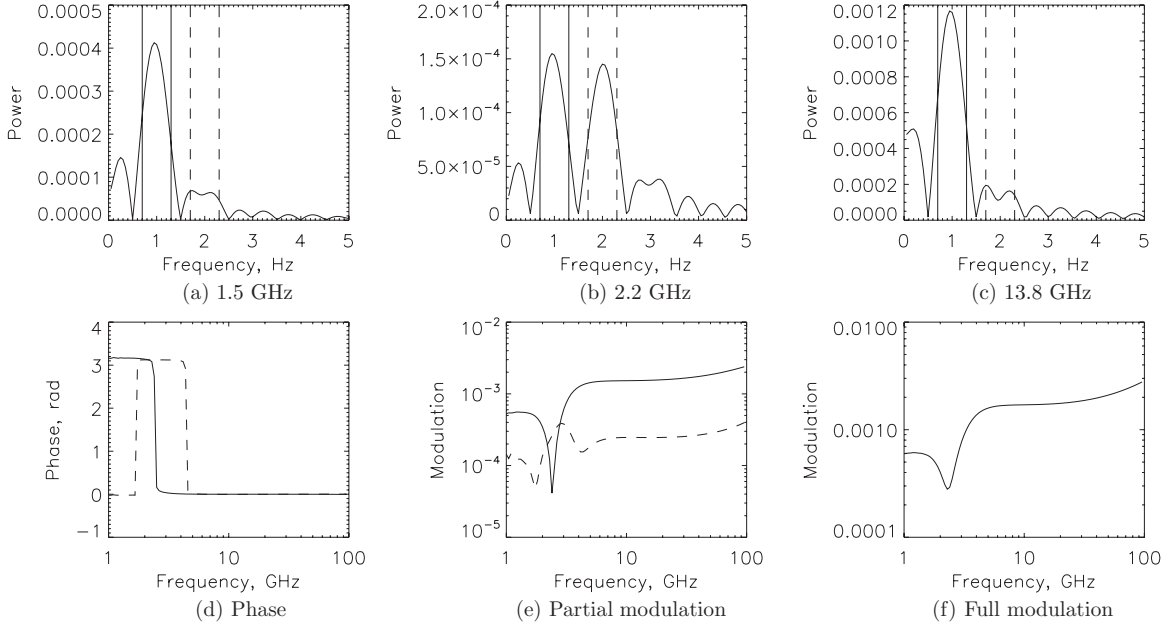 0.0005
0.0004
0.0003
0.0002
0.0001
0.0000
Power
0 1 2 3 4 5
Frequency, Hz
(a) 1.5 GHz
2.0×10⁻⁴
1.5×10⁻⁴
1.0×10⁻⁴
5.0×10⁻⁵
0
Power
0 1 2 3 4 5
Frequency, Hz
(b) 2.2 GHz
0.0012
0.0010
0.0008
0.0006
0.0004
0.0002
0.0000
Power
0 1 2 3 4 5
Frequency, Hz
(c) 13.8 GHz
4
3
2
1
0
−1
Phase, rad
1 10 100
Frequency, GHz
(d) Phase
10⁻²
10⁻³
10⁻⁴
10⁻⁵
Modulation
1 10 100
Frequency, GHz
(e) Partial modulation
0.0100
0.0010
0.0001
Modulation
1 10 100
Frequency, GHz
(f) Full modulation